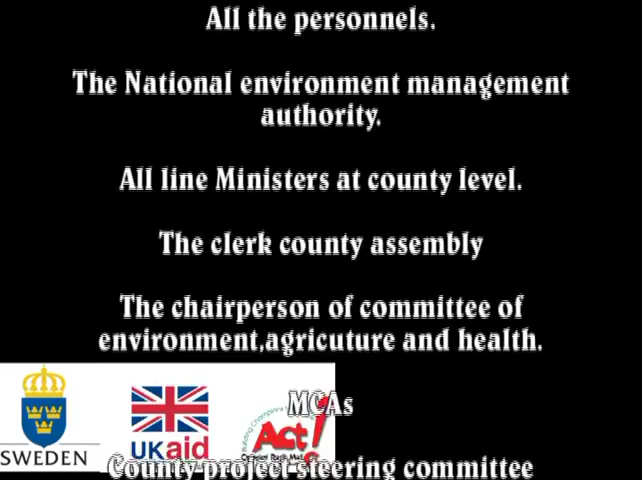 All the personnels.
The National environment management
authority.
All line Ministers at county level.
The clerk county assembly
The chairperson of committee of
environment,agricuture and health.
MCAs
SWEDEN
UKaid
Act!
County project steering committee